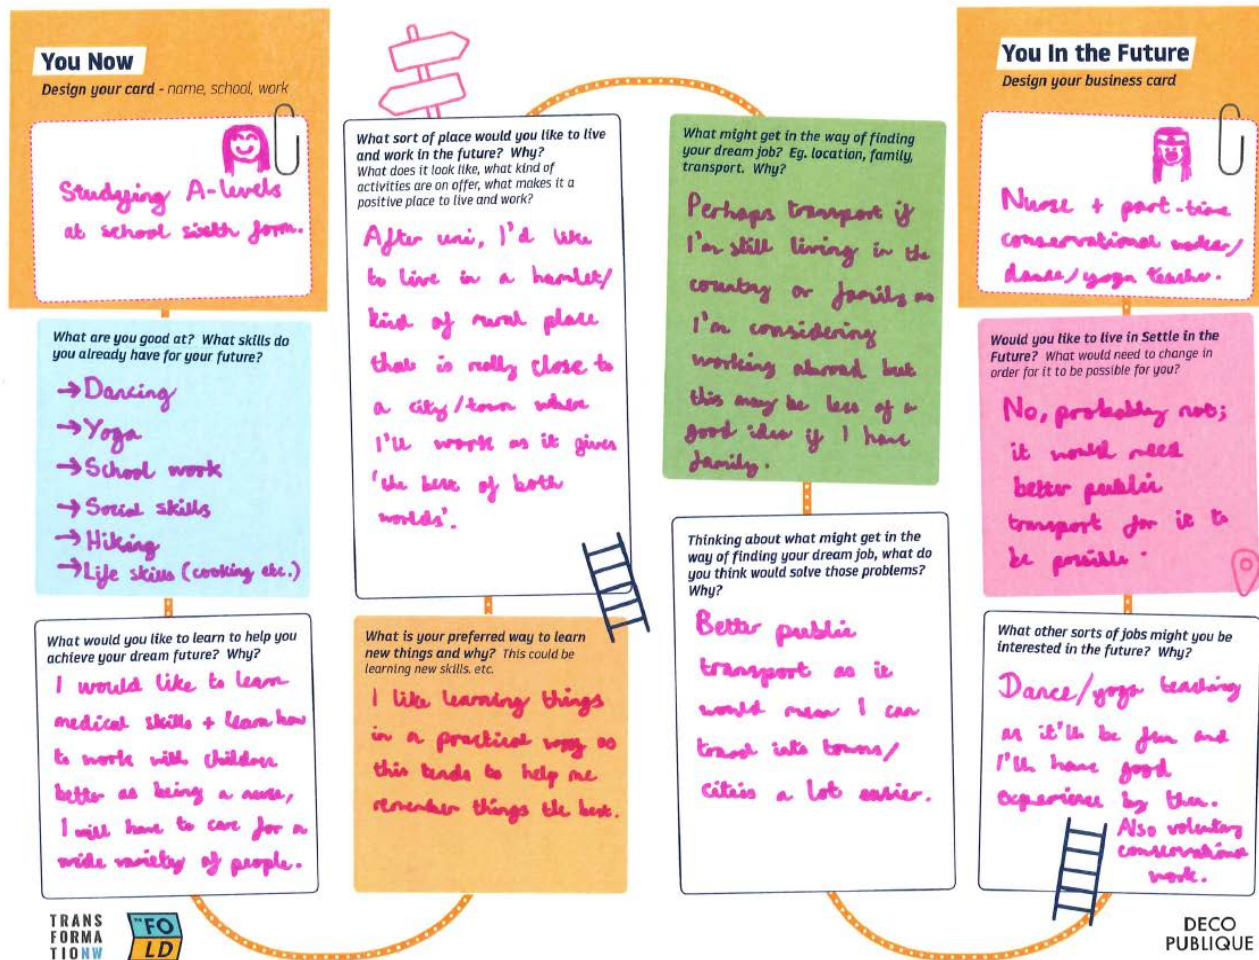 You Now
Design your card - name, school, work
Studying A-levels
at school sixth form.
What are you good at? What skills do
you already have for your future?
→ Dancing
→ Yoga
→ School work
→ Social skills
→ Hiking
→ Life skills (cooking etc.)
What would you like to learn to help you
achieve your dream future? Why?
I would like to learn
medical skills + learn how
to work with children
better as being a nurse,
I will have to care for a
wide variety of people.
What sort of place would you like to live
and work in the future? Why?
What does it look like, what kind of
activities are on offer, what makes it a
positive place to live and work?
After uni, I'd like
to live in a hamlet/
kind of rural place
that is really close to
a city/town where
I'll work as it gives
'the best of both
worlds'.
What is your preferred way to learn
new things and why? This could be
learning new skills. etc.
I like learning things
in a practical way as
this tends to help me
remember things the best.
What might get in the way of finding
your dream job? Eg. location, family,
transport. Why?
Perhaps transport if
I'm still living in the
country or family as
I'm considering
working abroad but
this may be less of a
good idea if I have
family.
Thinking about what might get in the
way of finding your dream job, what do
you think would solve those problems?
Why?
Better public
transport as it
would mean I can
travel into towns/
cities a lot easier.
You In the Future
Design your business card
Nurse + part-time
conservational worker/
dance/yoga teacher.
Would you like to live in Settle in the
Future? What would need to change in
order for it to be possible for you?
No, probably not;
it would need
better public
transport for it to
be possible.
What other sorts of jobs might you be
interested in the future? Why?
Dance/yoga teaching
as it'll be fun and
I'll have good
experience by then.
Also voluntary
conservational
work.
TRANS
FORMA
TIONW
THE FO
LD
DECO
PUBLIQUE